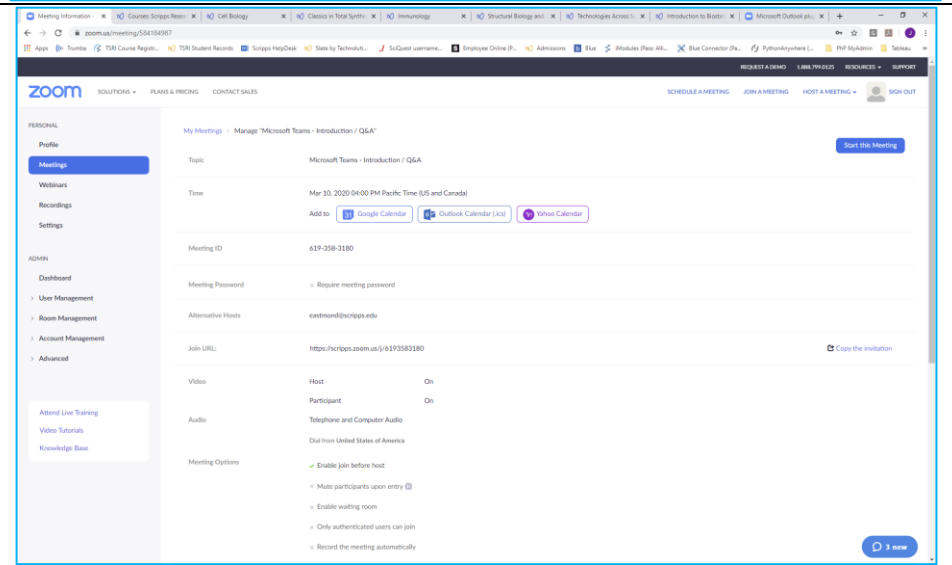 Meeting Information -
Courses Scripps Resea
Cell Biology
Classics in Total Synthe
Immunology
Structural Biology and
Technologies Across Sc
Introduction to Biostati
Microsoft Outlook plug
zoom.us/meeting/584184987
Apps
Trumba
TSRI Course Registr...
TSRI Student Records
Scripps HelpDesk
Slate by Technoluti...
SciQuest username...
Employee Online (P...
Admissions
Blue
iModules (Pass: Alli...
Blue Connector (Pa...
PythonAnywhere (...
PhP MyAdmin
Tableau
REQUEST A DEMO 1.888.799.0125 RESOURCES SUPPORT
zoom SOLUTIONS PLANS & PRICING CONTACT SALES SCHEDULE A MEETING JOIN A MEETING HOST A MEETING SIGN OUT
PERSONAL
Profile
Meetings
Webinars
Recordings
Settings
ADMIN
Dashboard
> User Management
> Room Management
> Account Management
> Advanced
Attend Live Training
Video Tutorials
Knowledge Base
My Meetings > Manage "Microsoft Teams - Introduction / Q&A"
Start this Meeting
Topic Microsoft Teams - Introduction / Q&A
Time Mar 10, 2020 04:00 PM Pacific Time (US and Canada)
Add to Google Calendar Outlook Calendar (.ics) Yahoo Calendar
Meeting ID 619-358-3180
Meeting Password × Require meeting password
Alternative Hosts eastmond@scripps.edu
Join URL: https://scripps.zoom.us/j/6193583180 Copy the invitation
Video Host On
Participant On
Audio Telephone and Computer Audio
Dial from United States of America
Meeting Options ✓ Enable join before host
× Mute participants upon entry
× Enable waiting room
× Only authenticated users can join
× Record the meeting automatically
3 new